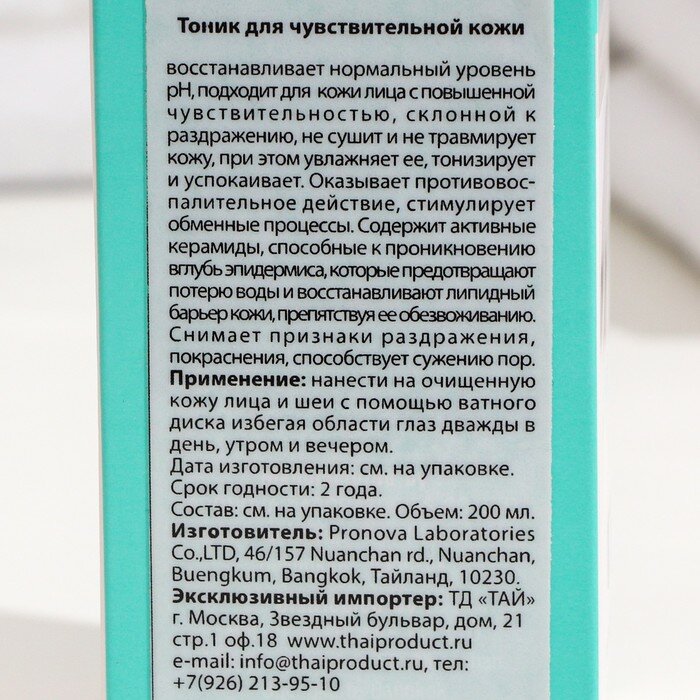 Тоник для чувствительной кожи
восстанавливает нормальный уровень
pH, подходит для кожи лица с повышенной
чувствительностью, склонной к
раздражению, не сушит и не травмирует
кожу, при этом увлажняет ее, тонизирует
и успокаивает. Оказывает противовос-
палительное действие, стимулирует
обменные процессы. Содержит активные
керамиды, способные к проникновению
вглубь эпидермиса, которые предотвращают
потерю воды и восстанавливают липидный
барьер кожи, препятствуя ее обезвоживанию.
Снимает признаки раздражения,
покраснения, способствует сужению пор.
Применение: нанести на очищенную
кожу лица и шеи с помощью ватного
диска избегая области глаз дважды в
день, утром и вечером.
Дата изготовления: см. на упаковке.
Срок годности: 2 года.
Состав: см. на упаковке. Объем: 200 мл.
Изготовитель: Pronova Laboratories
Co.,LTD, 46/157 Nuanchan rd., Nuanchan,
Buengkum, Bangkok, Тайланд, 10230.
Эксклюзивный импортер: ТД «ТАЙ»
г. Москва, Звездный бульвар, дом, 21
стр.1 оф.18 www.thaiproduct.ru
e-mail: info@thaiproduct.ru, тел:
+7(926) 213-95-10